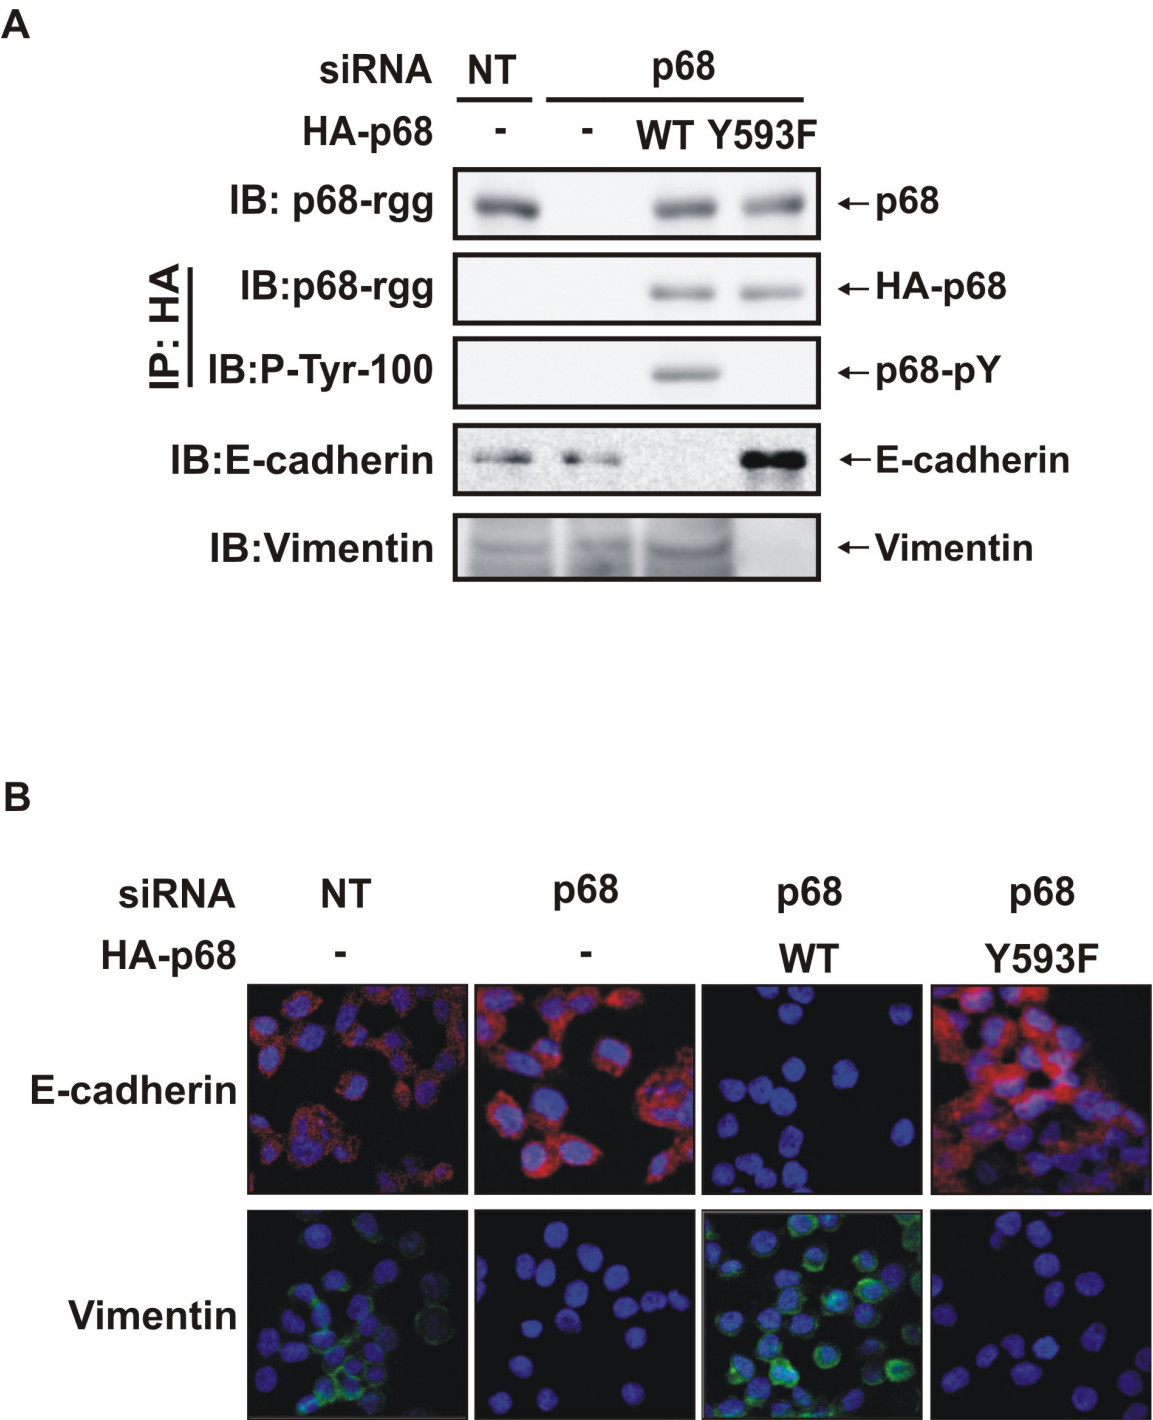 A
siRNA NT p68
HA-p68 - - WT Y593F
IB: p68-rgg ←p68
IP: HA
IB:p68-rgg ←HA-p68
IB:P-Tyr-100 ←p68-pY
IB:E-cadherin ←E-cadherin
IB:Vimentin ←Vimentin
B
siRNA NT p68 p68 p68
HA-p68 - - WT Y593F
E-cadherin
Vimentin